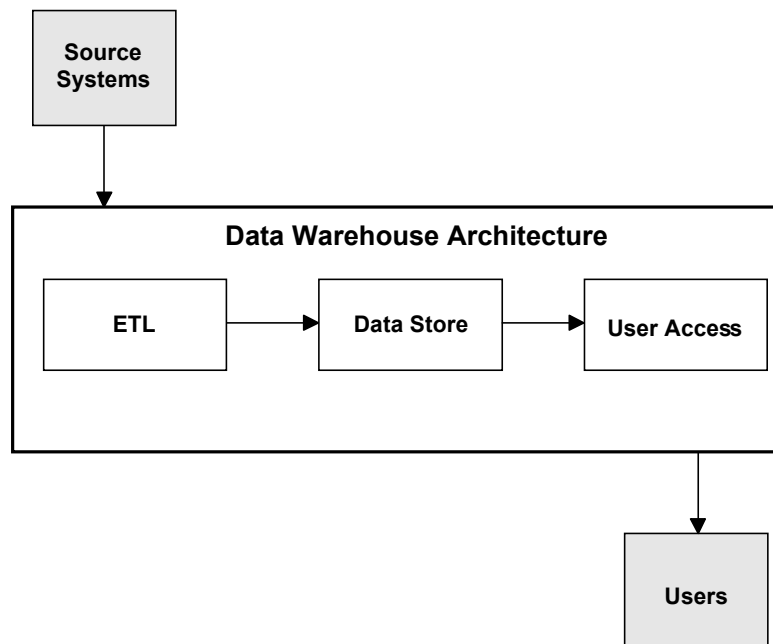 Source
Systems
Data Warehouse Architecture
ETL
Data Store
User Access
Users